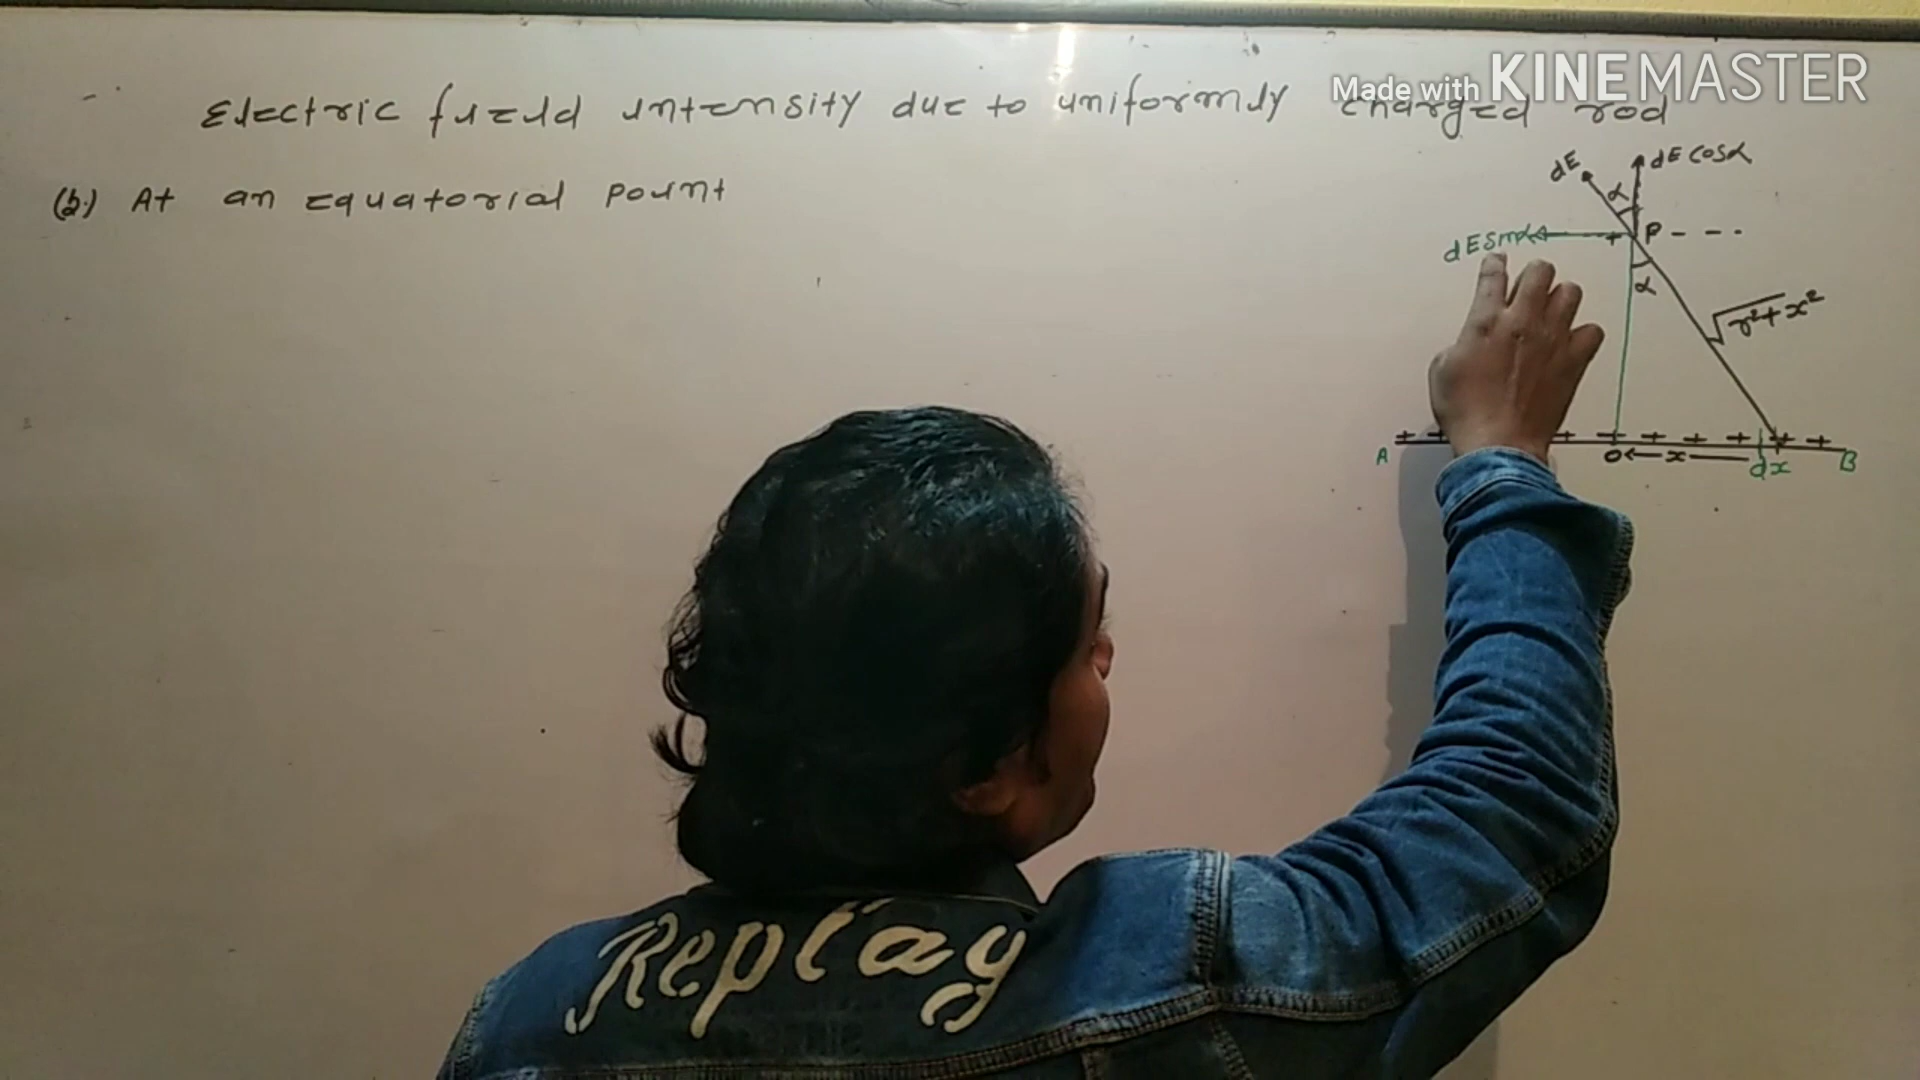 Made with KINEMASTER
Electric field intensity due to uniformly charged rod
(b.) At an equatorial point
dE
dE cosα
α
dE sinα
+ P
α
√r²+x²
+ + + + + + + + +
A
O
x
dx
B
Replay